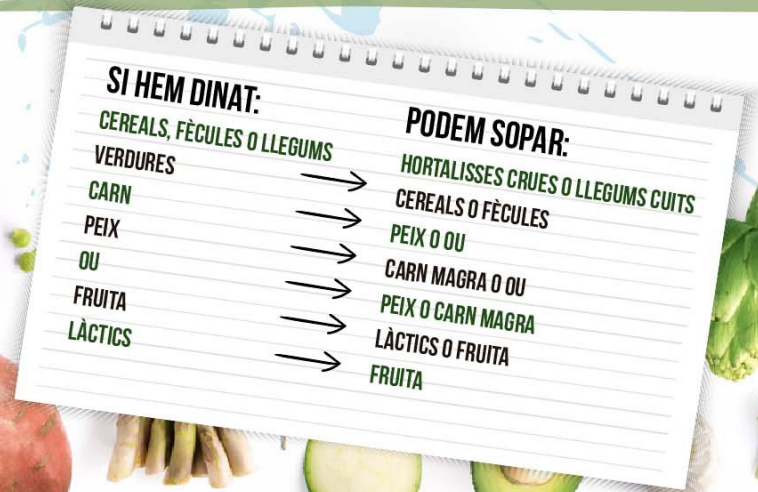 SI HEM DINAT:
CEREALS, FÈCULES O LLEGUMS
VERDURES
CARN
PEIX
OU
FRUITA
LÀCTICS
PODEM SOPAR:
HORTALISSES CRUES O LLEGUMS CUITS
CEREALS O FÈCULES
PEIX O OU
CARN MAGRA O OU
PEIX O CARN MAGRA
LÀCTICS O FRUITA
FRUITA